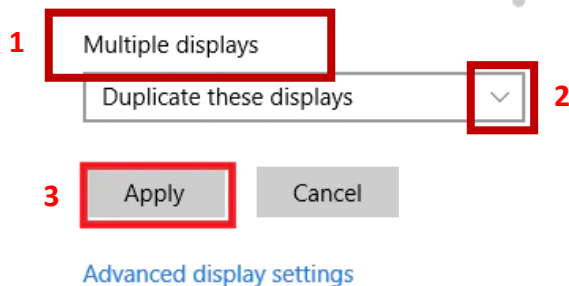 1 Multiple displays
Duplicate these displays 2
3 Apply Cancel
Advanced display settings